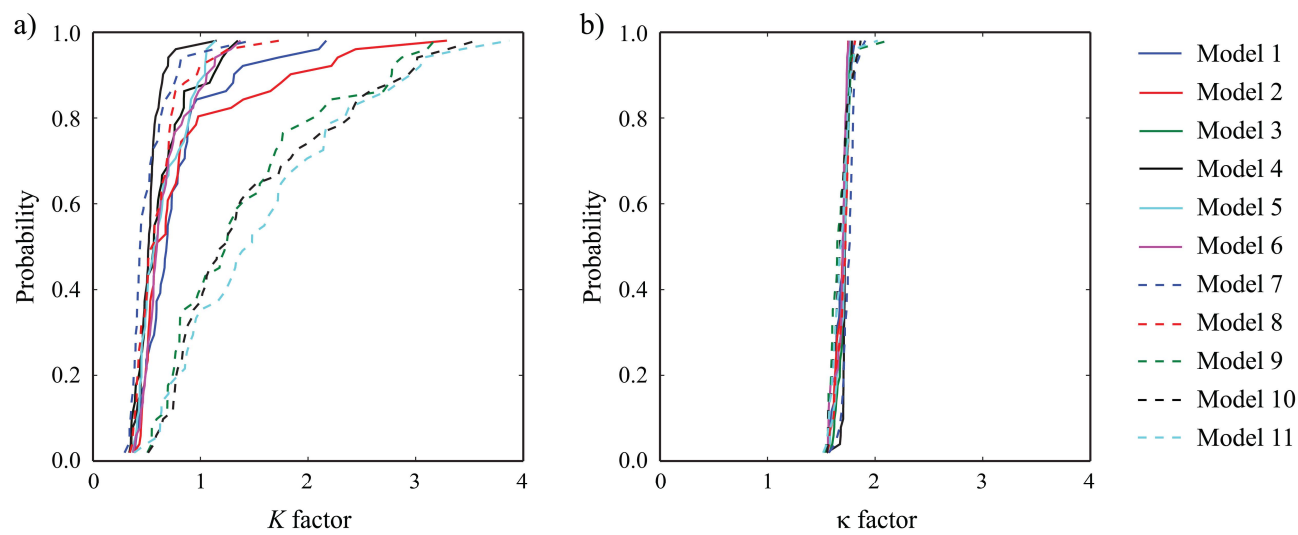 a)
1.0
0.8
0.6
0.4
0.2
0.0
Probability
0 1 2 3 4
K factor
b)
1.0
0.8
0.6
0.4
0.2
0.0
Probability
0 1 2 3 4
κ factor
Model 1
Model 2
Model 3
Model 4
Model 5
Model 6
Model 7
Model 8
Model 9
Model 10
Model 11